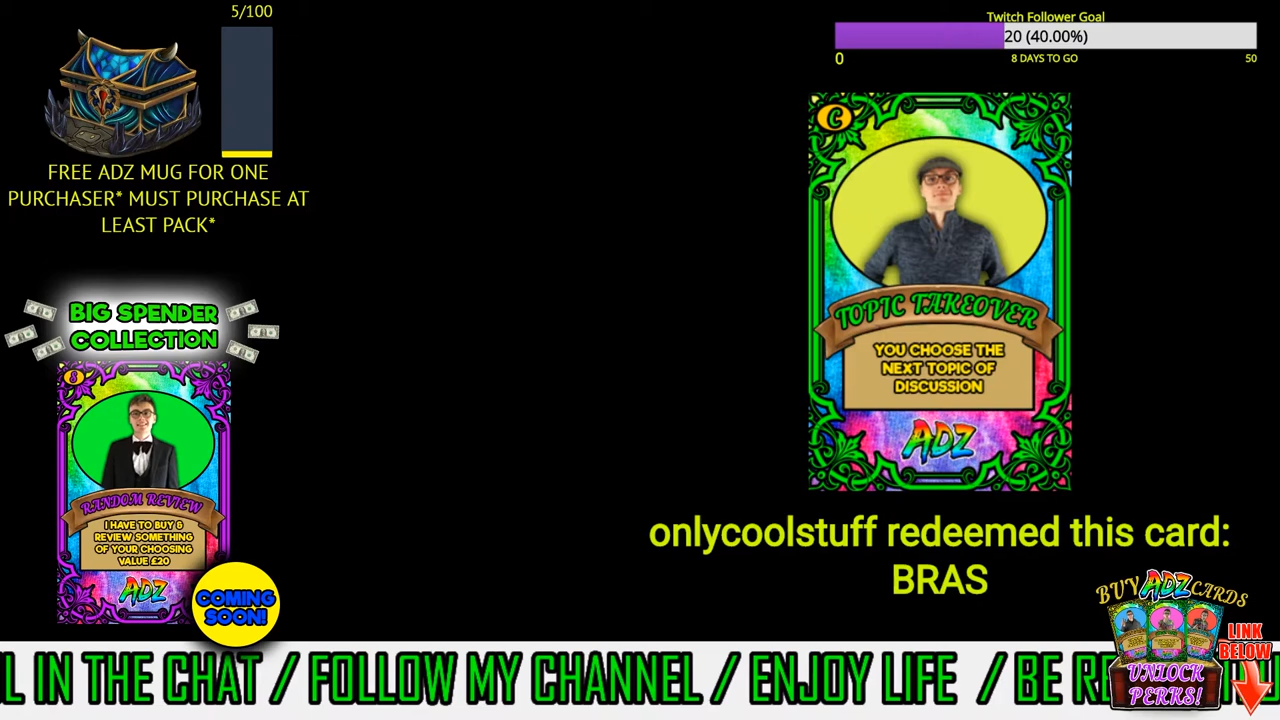 5/100
FREE ADZ MUG FOR ONE
PURCHASER* MUST PURCHASE AT
LEAST PACK*
Twitch Follower Goal
20 (40.00%)
0
8 DAYS TO GO
50
C
TOPIC TAKEOVER
YOU CHOOSE THE
NEXT TOPIC OF
DISCUSSION
ADZ
BIG SPENDER
COLLECTION
S
RANDOM REVIEW
I HAVE TO BUY &
REVIEW SOMETHING
OF YOUR CHOOSING
VALUE £20
ADZ
COMING
SOON!
onlycoolstuff redeemed this card:
BRAS
BUY ADZ CARDS
LINK
BELOW
UNLOCK
PERKS!
L IN THE CHAT / FOLLOW MY CHANNEL / ENJOY LIFE / BE RE